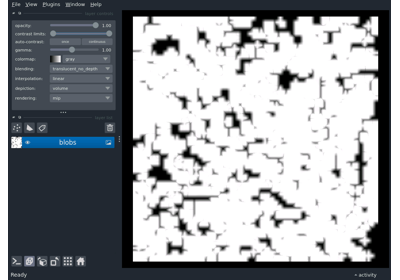 File View Plugins Window Help
opacity: 1.00
contrast limits:
auto-contrast: once continuous
gamma: 1.00
colormap: gray
blending: translucent_no_depth
interpolation: linear
depiction: volume
rendering: mip
blobs
Ready
activity